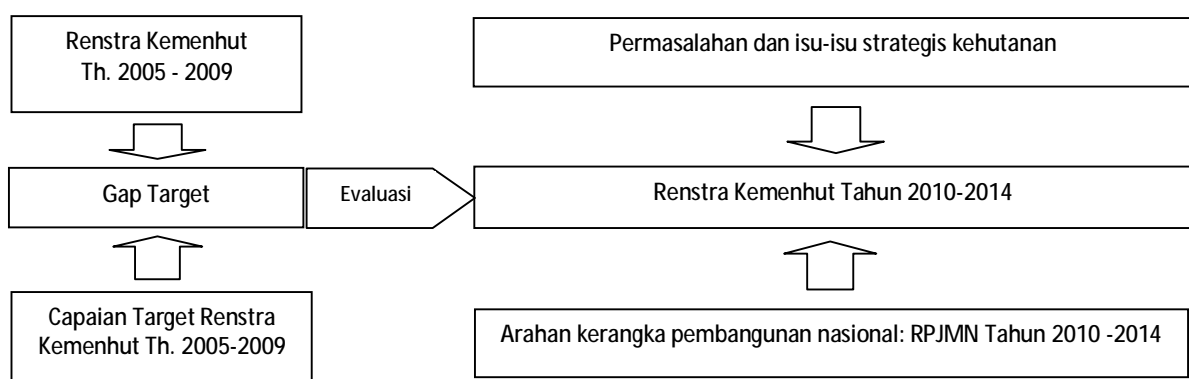 Renstra Kemenhut
Th. 2005 - 2009
Permasalahan dan isu-isu strategis kehutanan
Gap Target
Evaluasi
Renstra Kemenhut Tahun 2010-2014
Capaian Target Renstra
Kemenhut Th. 2005-2009
Arahan kerangka pembangunan nasional: RPJMN Tahun 2010 -2014